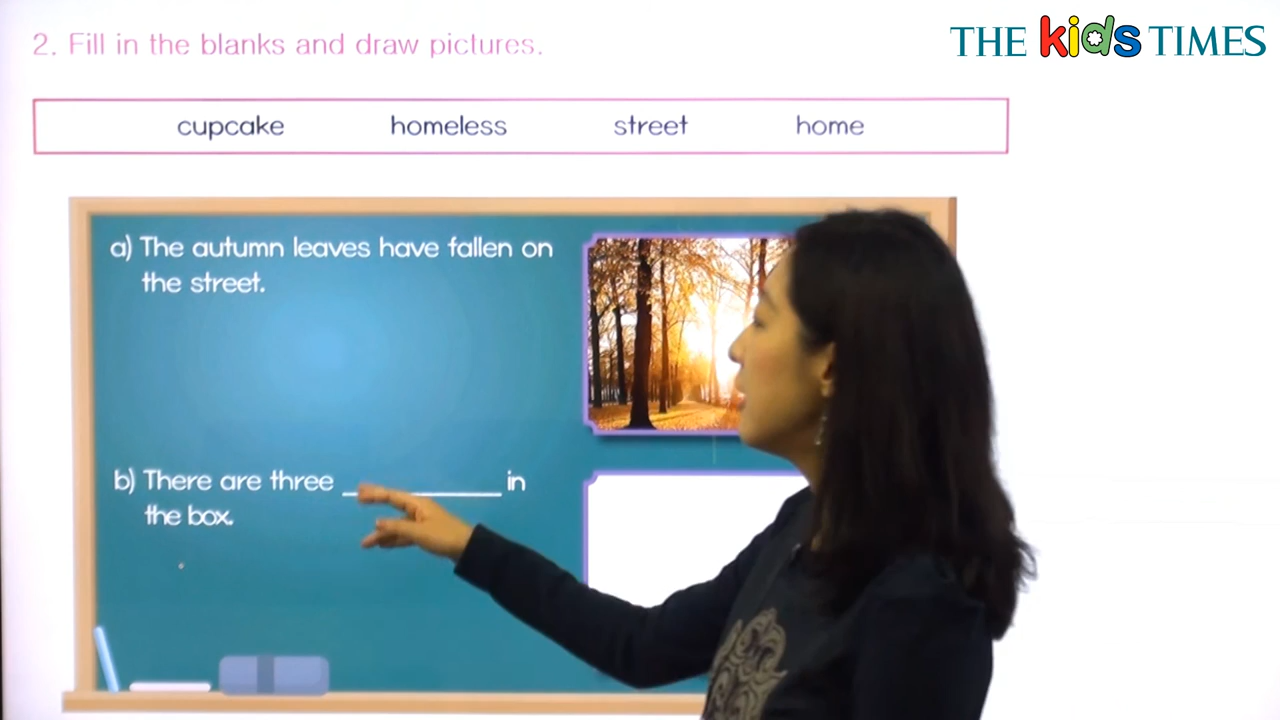 2. Fill in the blanks and draw pictures.
THE kids TIMES
cupcake homeless street home
a) The autumn leaves have fallen on
the street.
b) There are three ____________ in
the box.